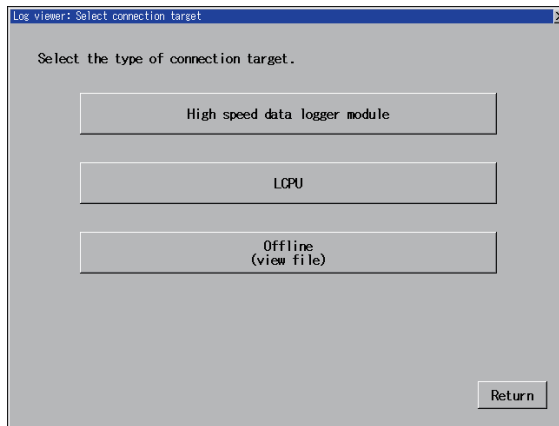 Log viewer: Select connection target
Select the type of connection target.
High speed data logger module
LCPU
Offline
(view file)
Return